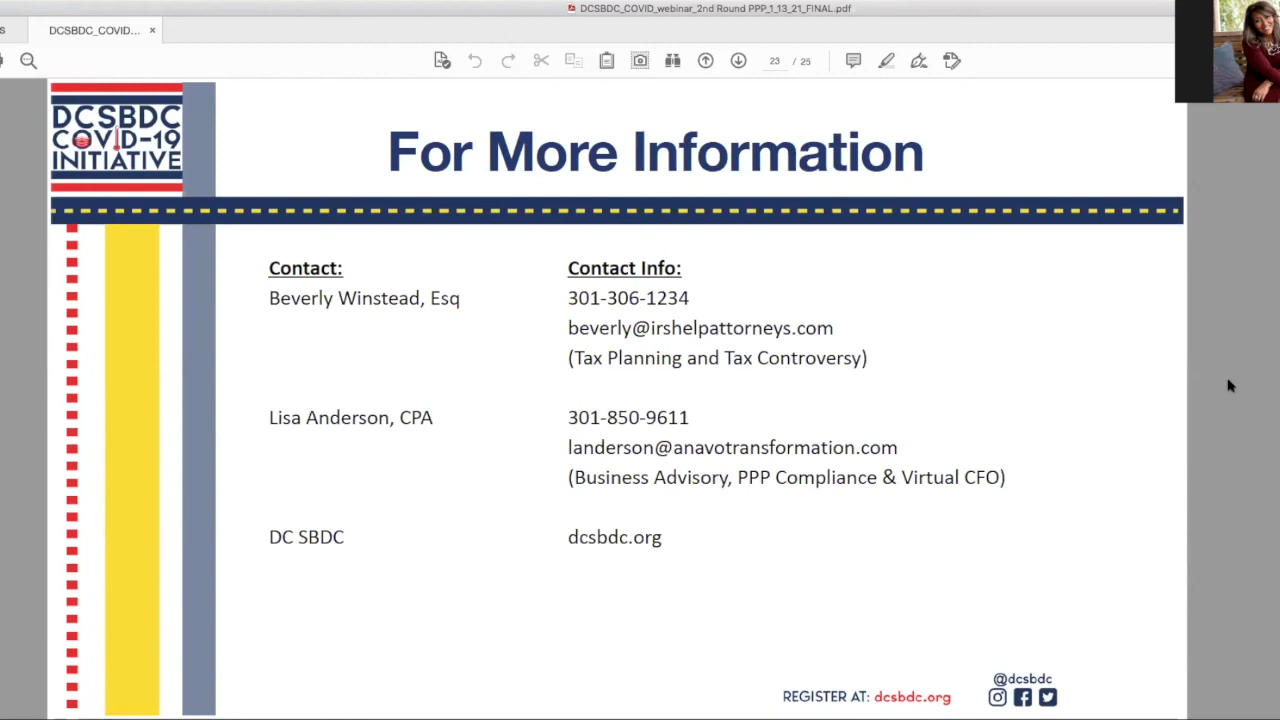 DCSBDC_COVID_webinar_2nd Round PPP_1_13_21_FINAL.pdf
s
DCSBDC_COVID... ×
23 / 25
DCSBDC
COVID-19
INITIATIVE
For More Information
Contact: Contact Info:
Beverly Winstead, Esq 301-306-1234
beverly@irshelpattorneys.com
(Tax Planning and Tax Controversy)
Lisa Anderson, CPA 301-850-9611
landerson@anavotransformation.com
(Business Advisory, PPP Compliance & Virtual CFO)
DC SBDC dcsbdc.org
@dcsbdc
REGISTER AT: dcsbdc.org